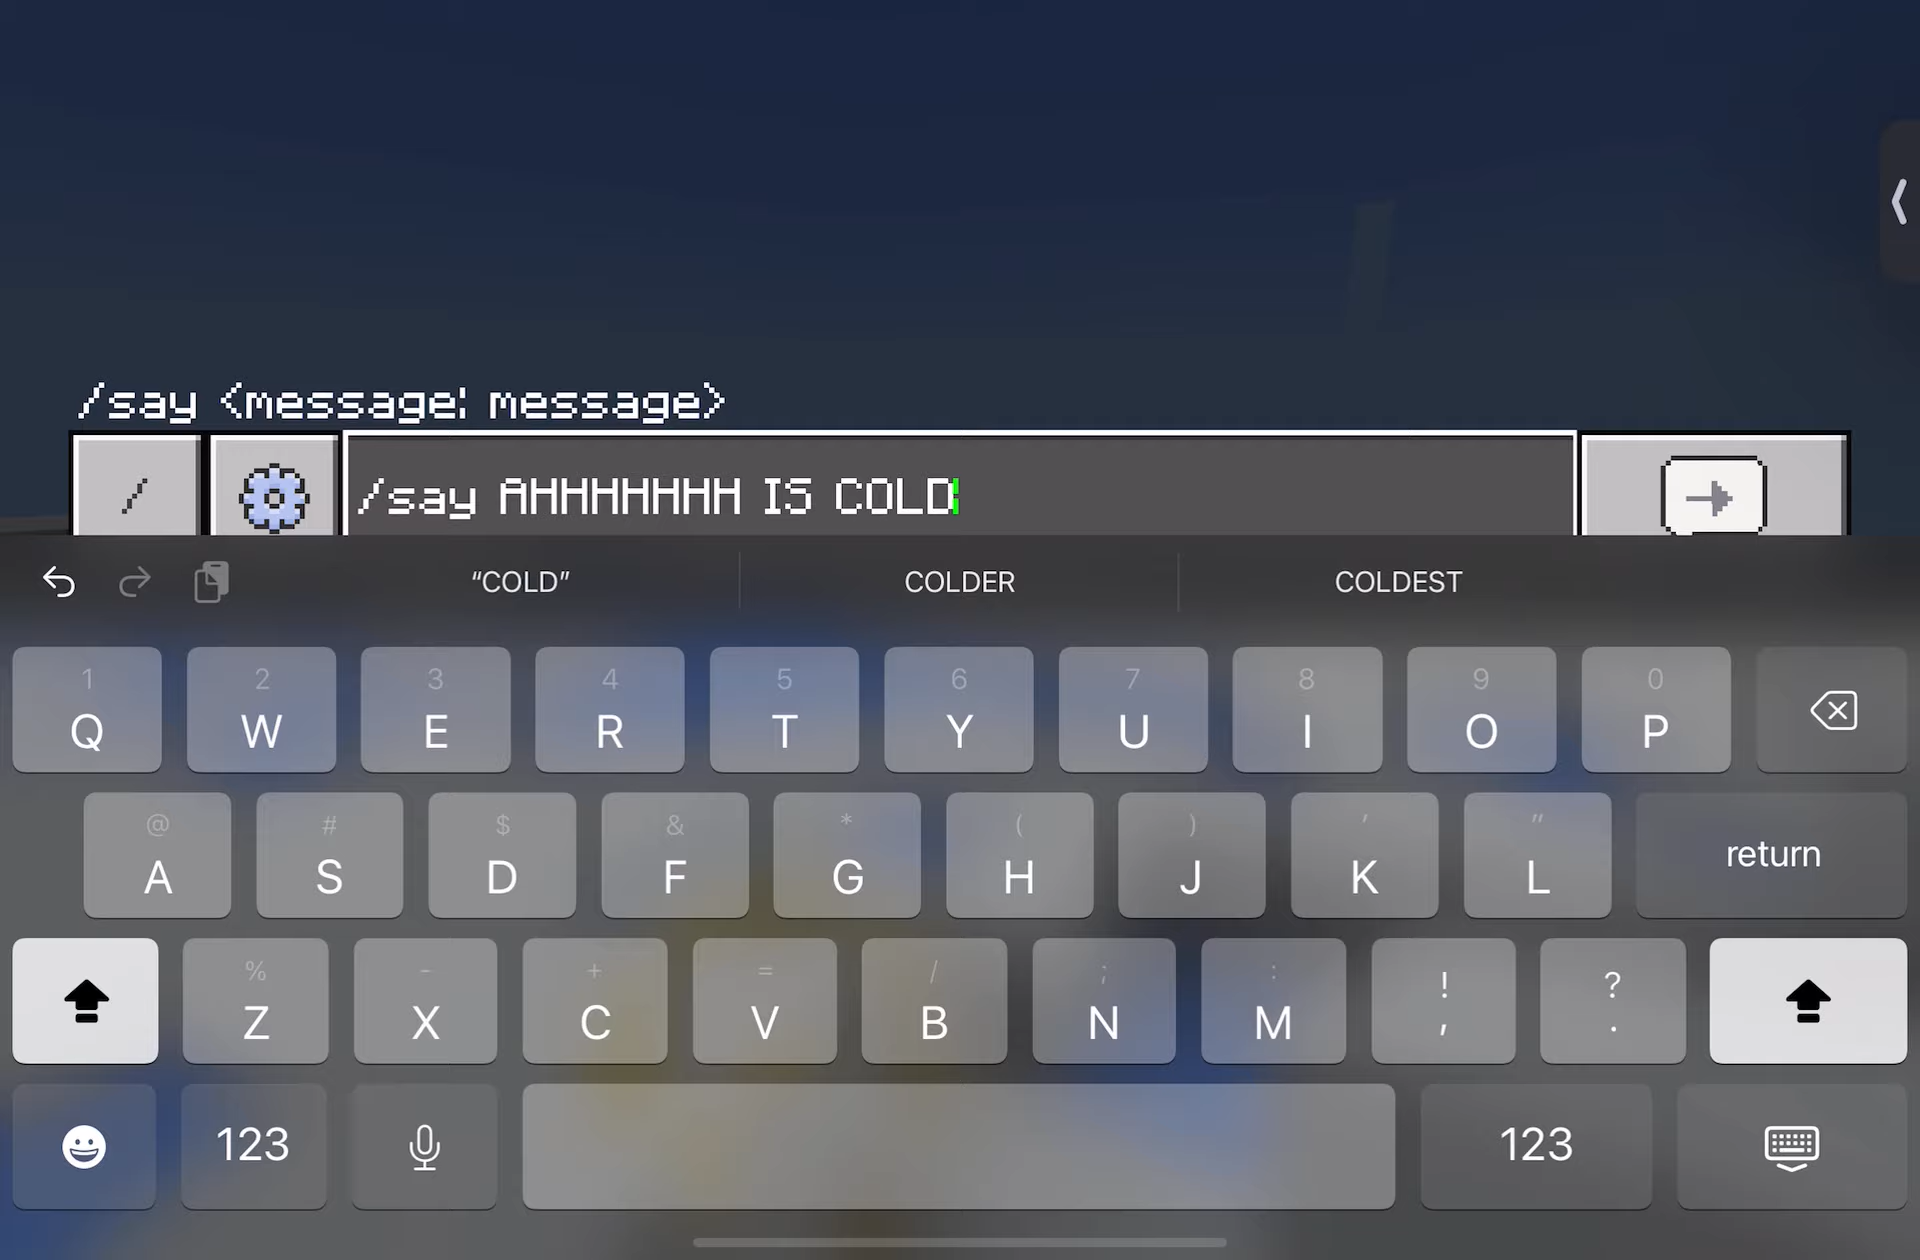 /say <message: message>
/ /say AHHHHHHH IS COLD
“COLD” COLDER COLDEST
1 2 3 4 5 6 7 8 9 0
Q W E R T Y U I O P
@ # $ & * ( ) ' "
A S D F G H J K L return
% - + = / ; : ! ?
Z X C V B N M , .
123 123